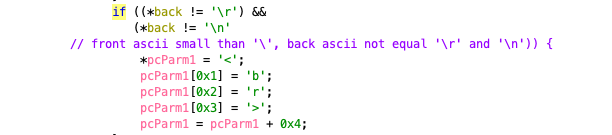 if ((*back != '\r') &&
(*back != '\n'
// front ascii small than '\', back ascii not equal '\r' and '\n')) {
*pcParm1 = '<';
pcParm1[0x1] = 'b';
pcParm1[0x2] = 'r';
pcParm1[0x3] = '>';
pcParm1 = pcParm1 + 0x4;